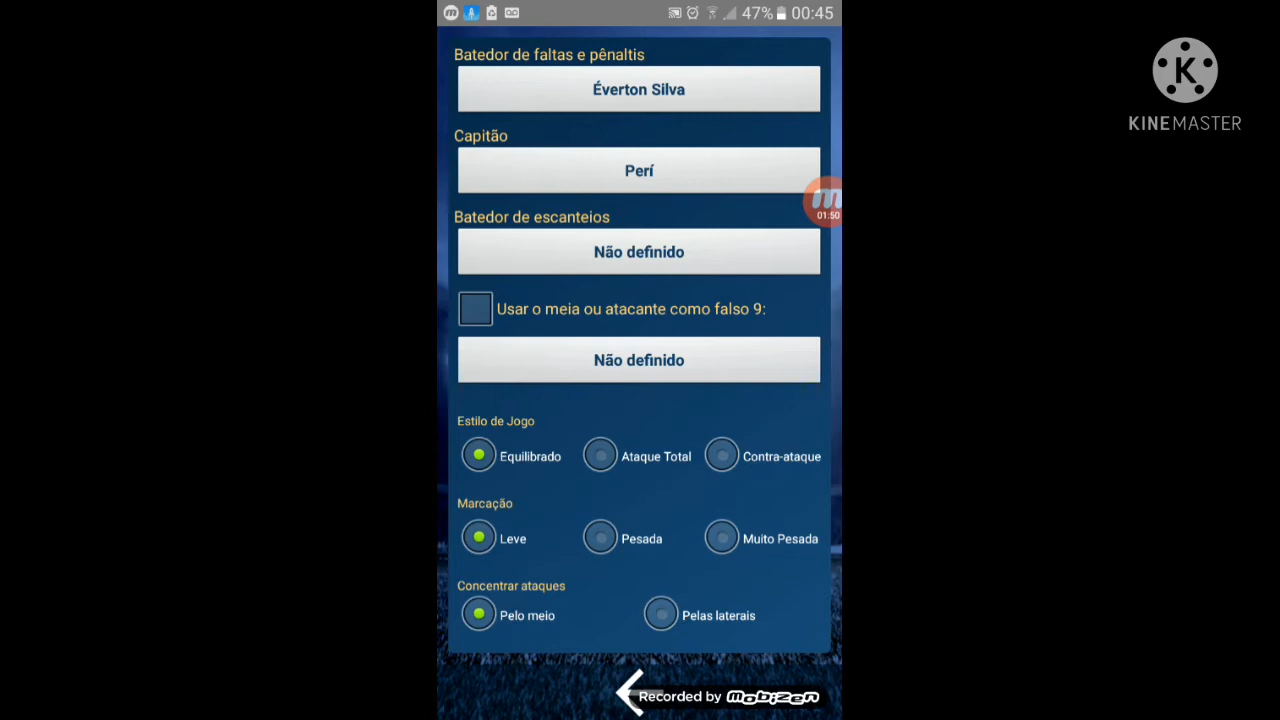 47% 00:45
Batedor de faltas e pênaltis
Éverton Silva
Capitão
Perí
01:50
Batedor de escanteios
Não definido
Usar o meia ou atacante como falso 9:
Não definido
Estilo de Jogo
Equilibrado Ataque Total Contra-ataque
Marcação
Leve Pesada Muito Pesada
Concentrar ataques
Pelo meio Pelas laterais
Recorded by mobizen
K
KINEMASTER